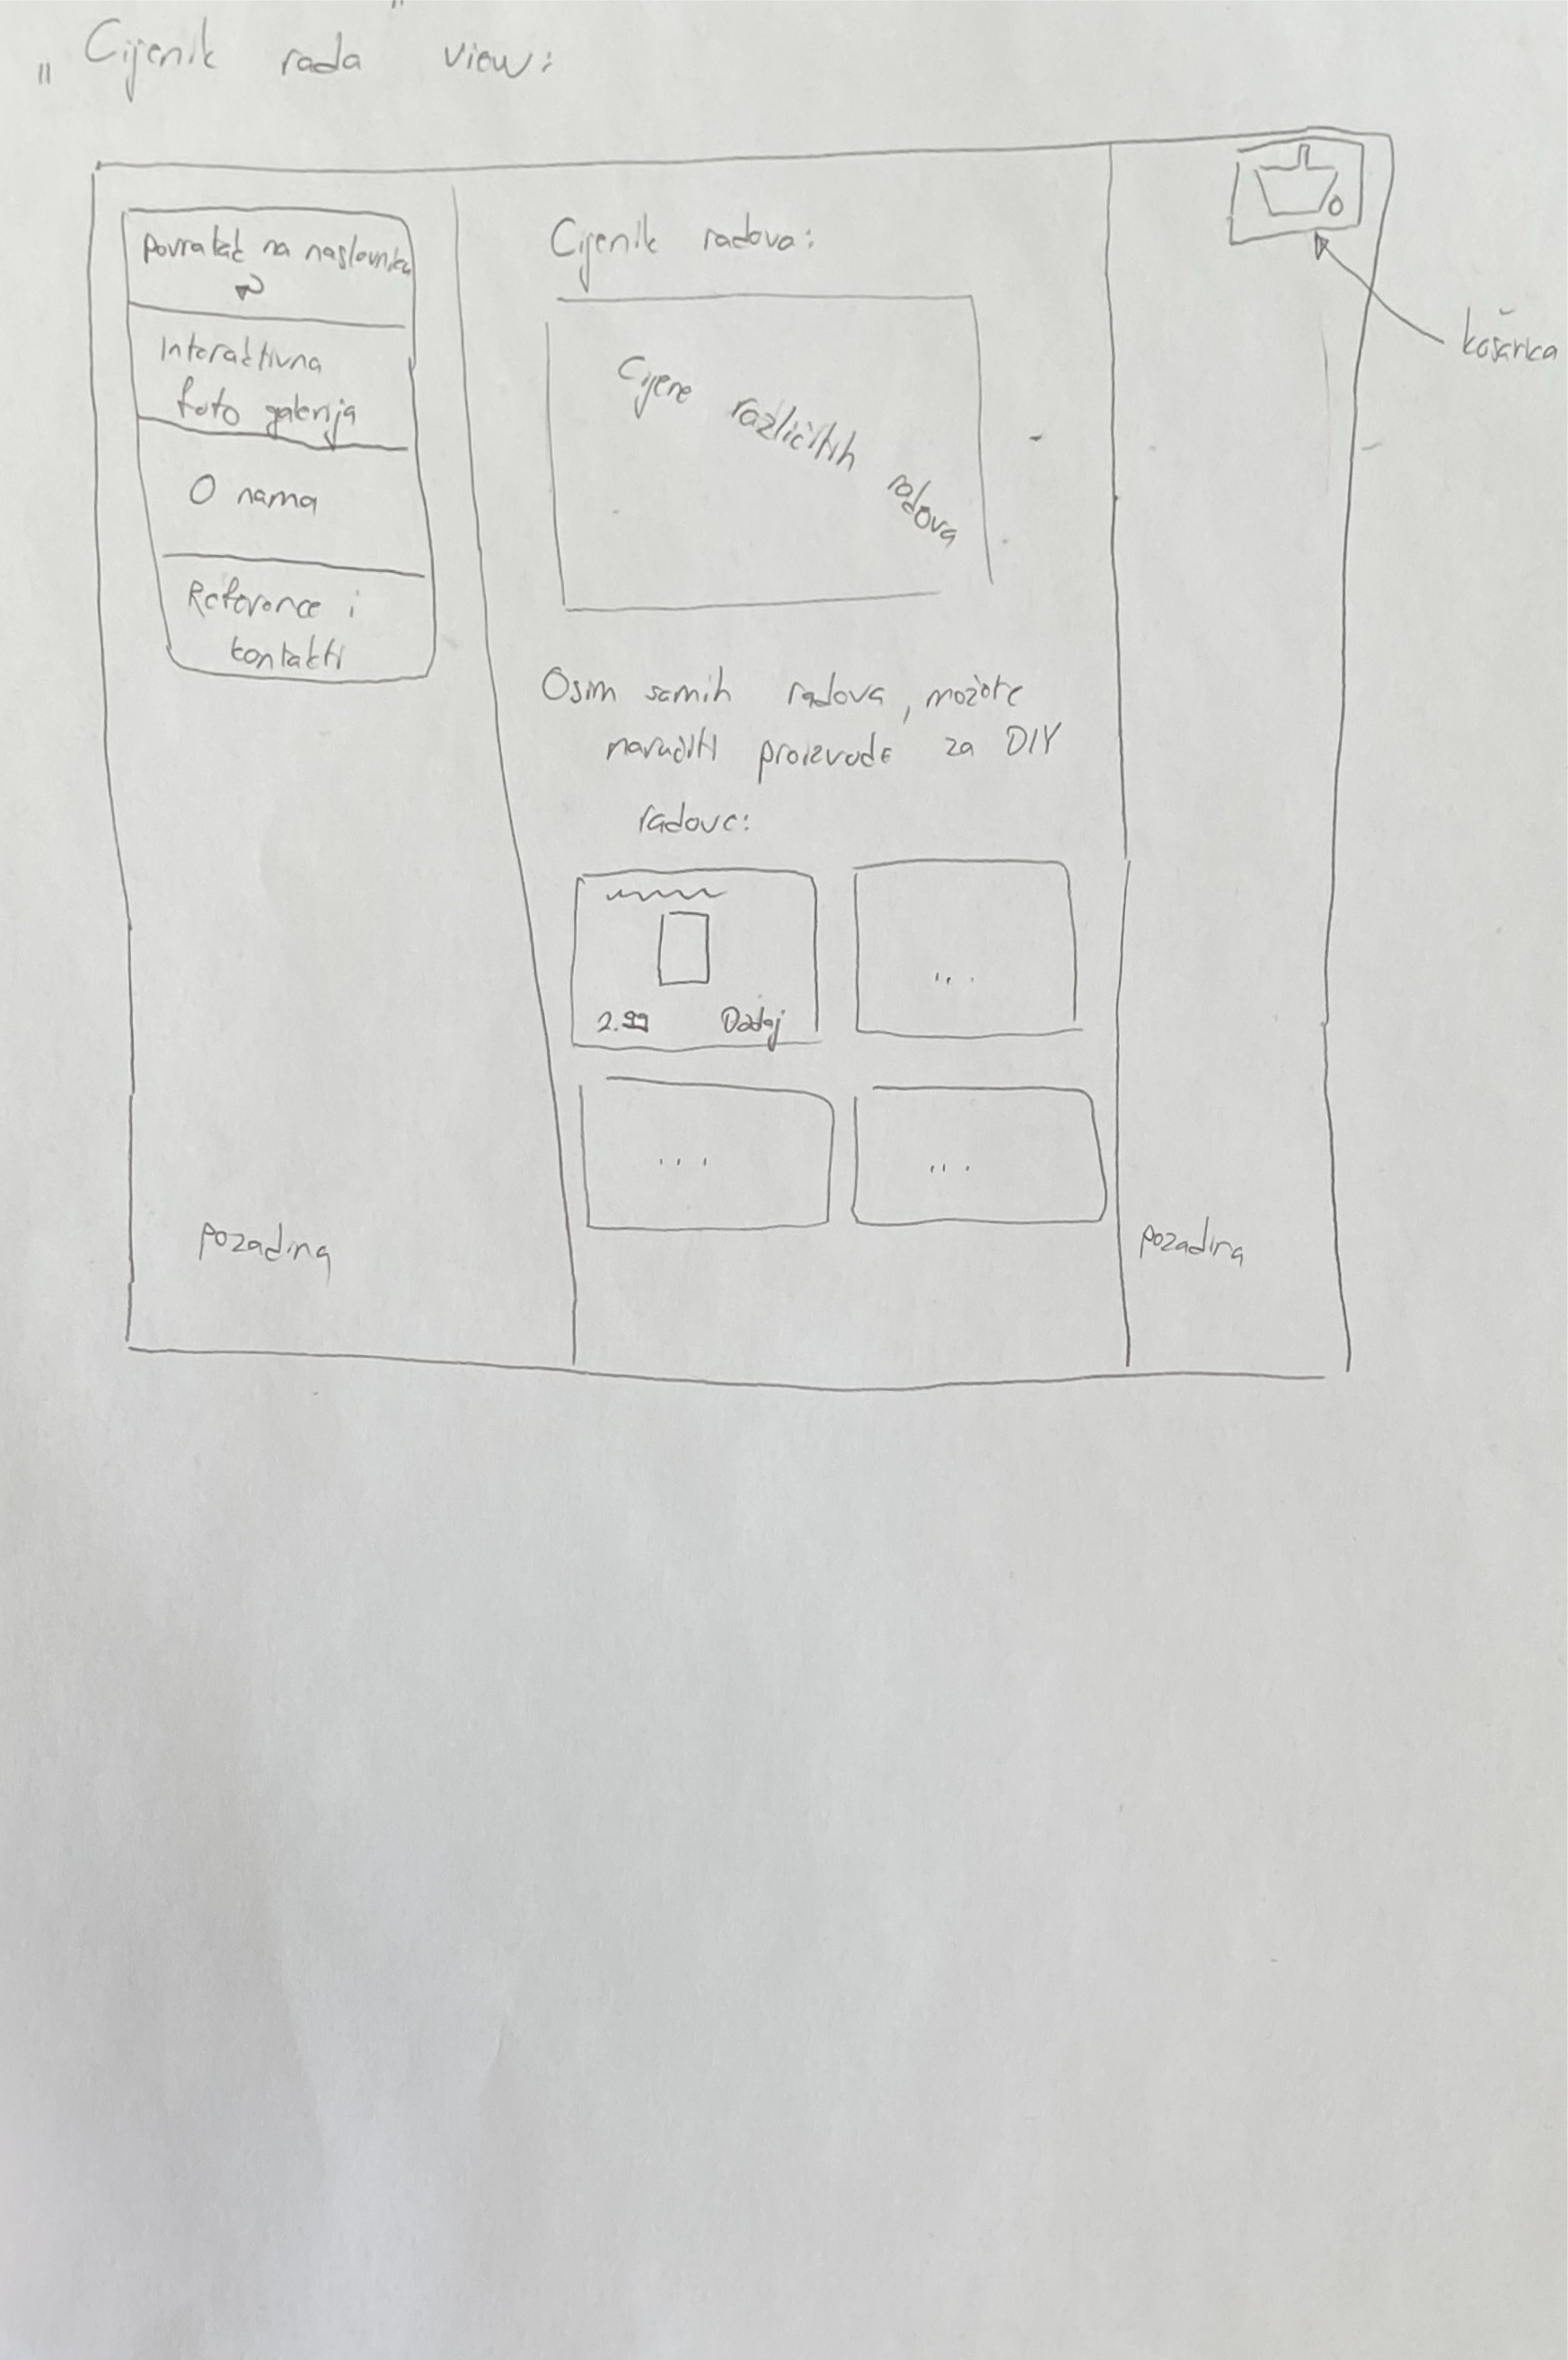 „Cijenik rada" view:
Povratak na naslovnicu
Interaktivna
foto galerija
O nama
Reference i
kontakti
Cijenik radova:
Cijene različitih radova
Osim samih radova, možete
naručiti proizvode za DIY
radove:
2.99 Dodaj
...
...
...
košarica
pozadina
pozadina